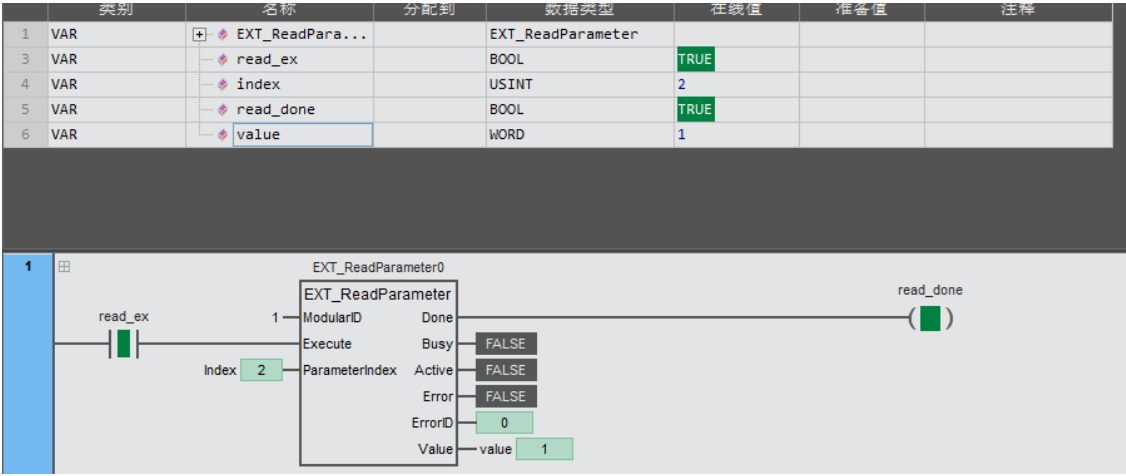 类别 名称 分配到 数据类型 在线值 准备值 注释
1 VAR EXT_ReadPara... EXT_ReadParameter
3 VAR read_ex BOOL TRUE
4 VAR index USINT 2
5 VAR read_done BOOL TRUE
6 VAR value WORD 1
1 EXT_ReadParameter0
EXT_ReadParameter read_done
read_ex 1 ModularID Done
Execute Busy FALSE
Index 2 ParameterIndex Active FALSE
Error FALSE
ErrorID 0
Value value 1